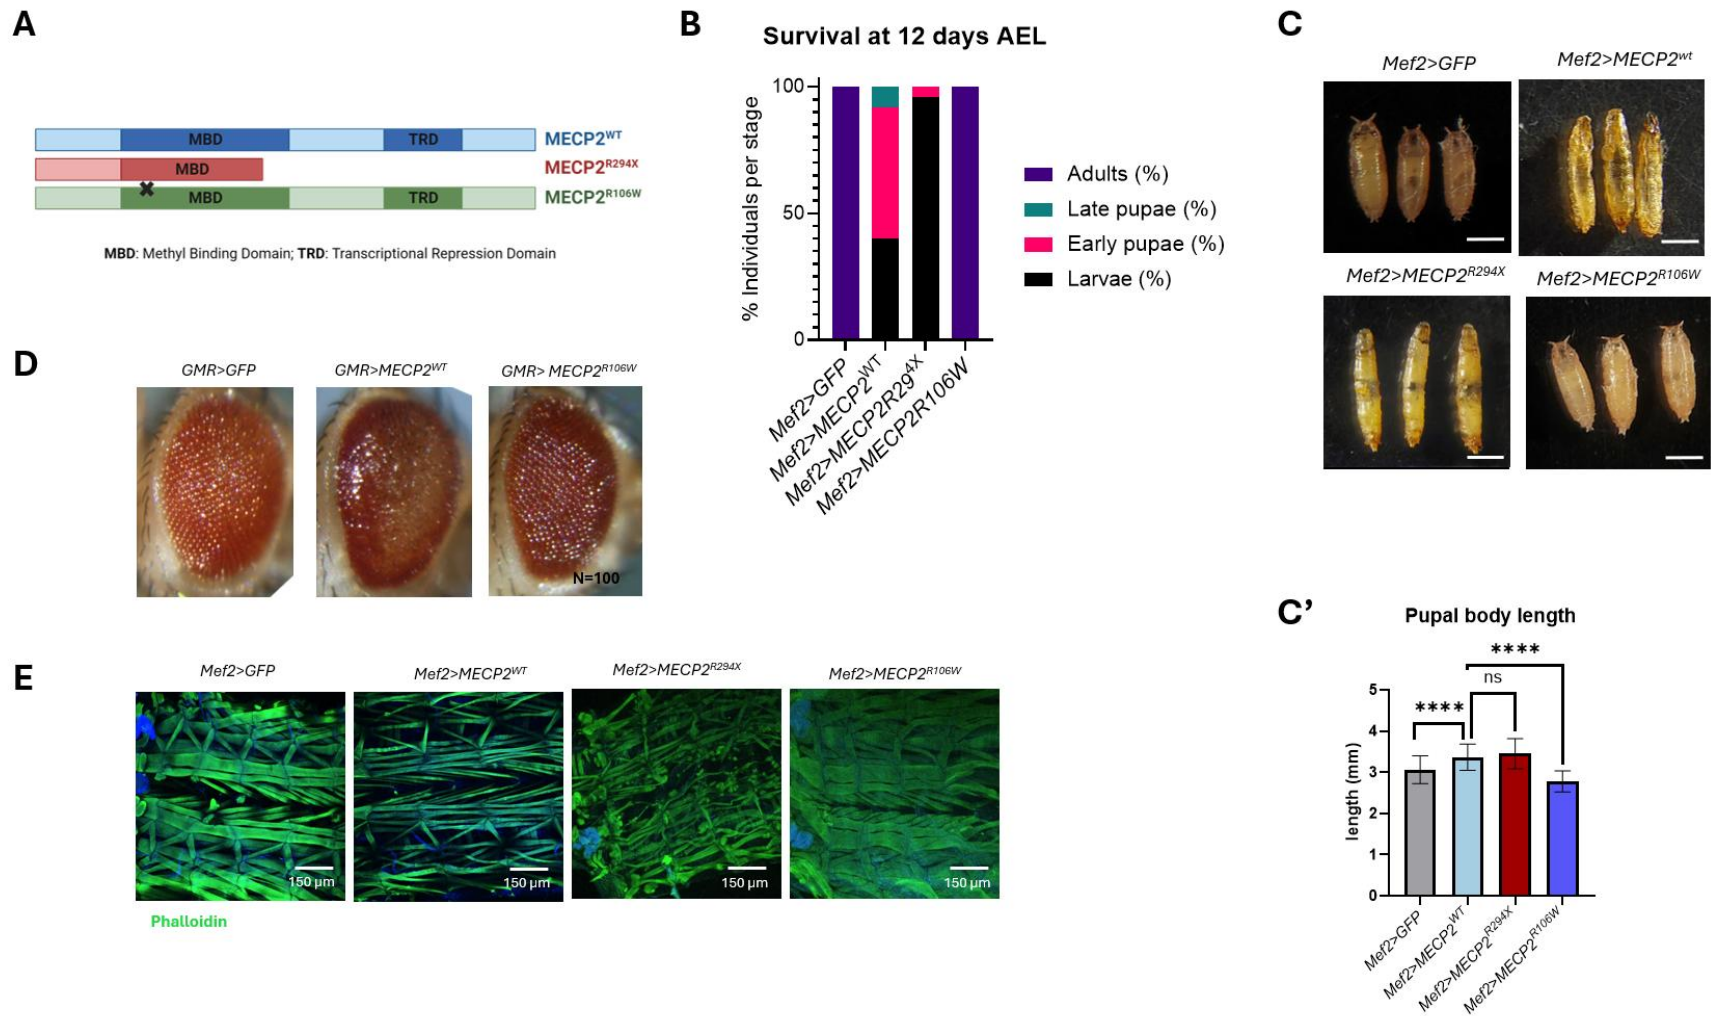 A
MBD TRD MECP2WT
MBD MECP2R294X
MBD TRD MECP2R106W
MBD: Methyl Binding Domain; TRD: Transcriptional Repression Domain
B
Survival at 12 days AEL
% Individuals per stage
100
50
0
Mef2>GFP
Mef2>MECP2WT
Mef2>MECP2R294X
Mef2>MECP2R106W
Adults (%)
Late pupae (%)
Early pupae (%)
Larvae (%)
C
Mef2>GFP
Mef2>MECP2wt
Mef2>MECP2R294X
Mef2>MECP2R106W
D
GMR>GFP
GMR>MECP2WT
GMR> MECP2R106W
N=100
C'
Pupal body length
****
ns
****
length (mm)
5
4
3
2
1
0
Mef2>GFP
Mef2>MECP2WT
Mef2>MECP2R294X
Mef2>MECP2R106W
E
Mef2>GFP
Mef2>MECP2WT
Mef2>MECP2R294X
Mef2>MECP2R106W
150 µm
150 µm
150 µm
150 µm
Phalloidin